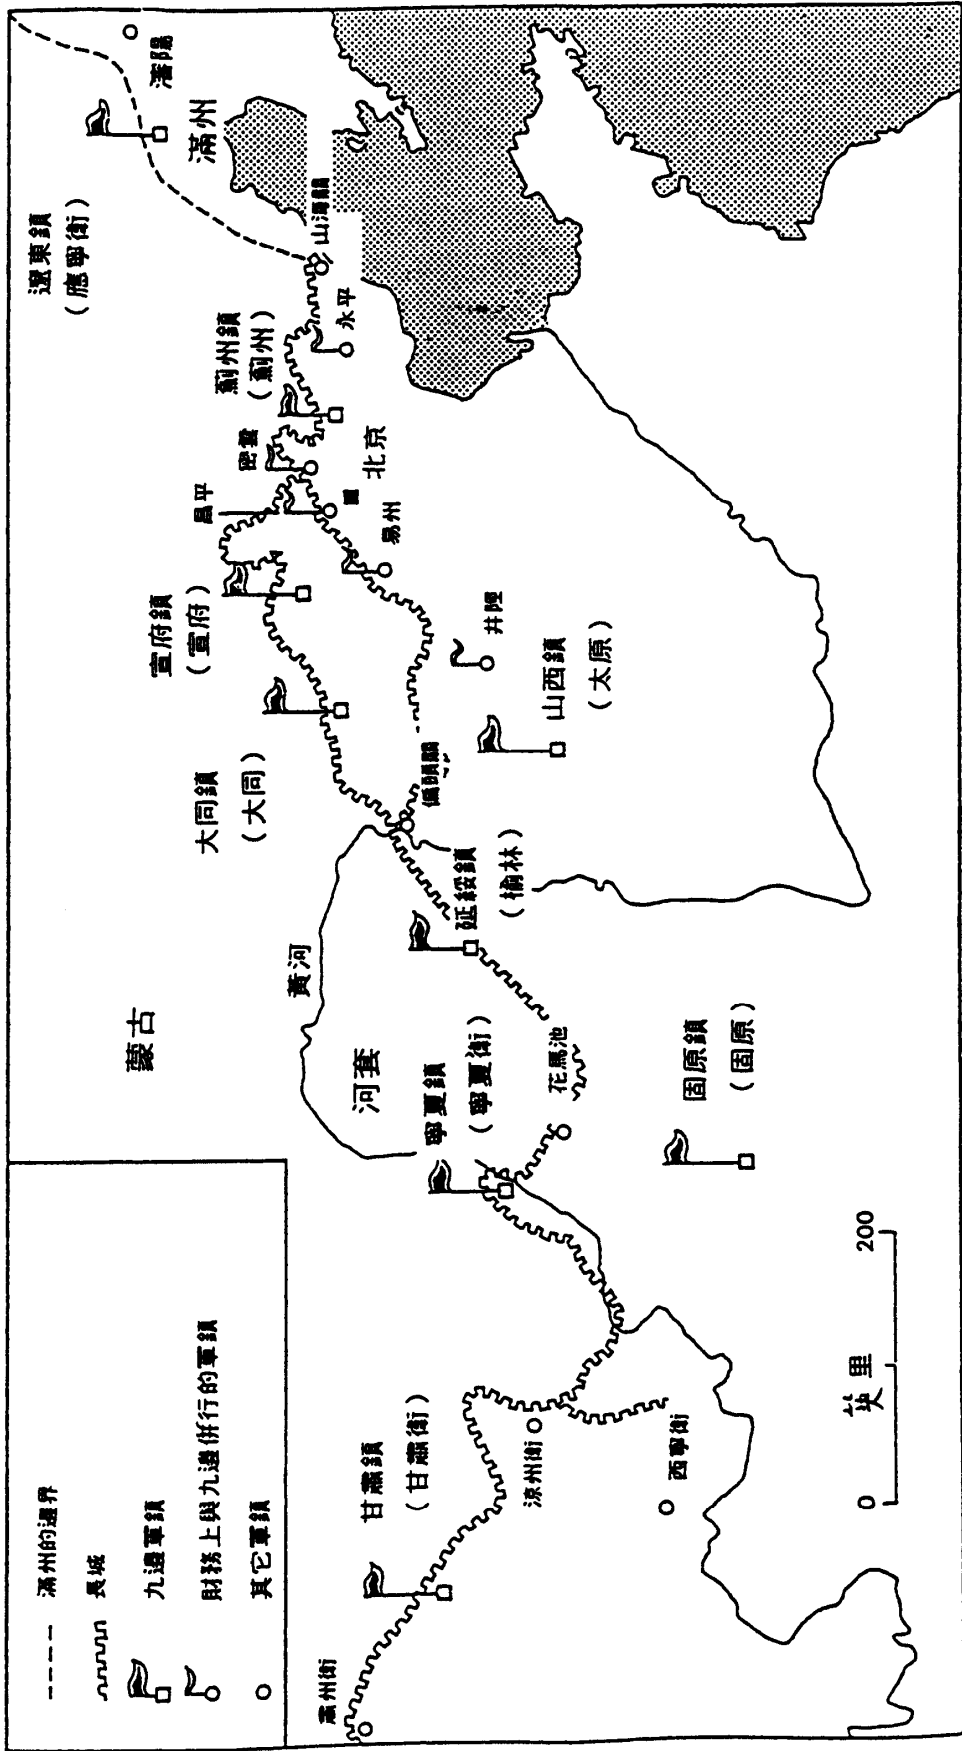 滿州的邊界
長城
九邊軍鎮
財務上與九邊併行的軍鎮
其它軍鎮
蒙古
黃河
河套
遼東鎮
(應寧衛)
瀋陽
滿州
山海關
永平
薊州鎮
(薊州)
密雲
北京
昌平
易州
宣府鎮
(宣府)
井陘
大同鎮
(大同)
山西鎮
(太原)
偏頭關
延綏鎮
(榆林)
寧夏鎮
(寧夏衛)
花馬池
固原鎮
(固原)
甘肅鎮
(甘肅衛)
涼州衛
西寧衛
肅州衛
0
200
英里